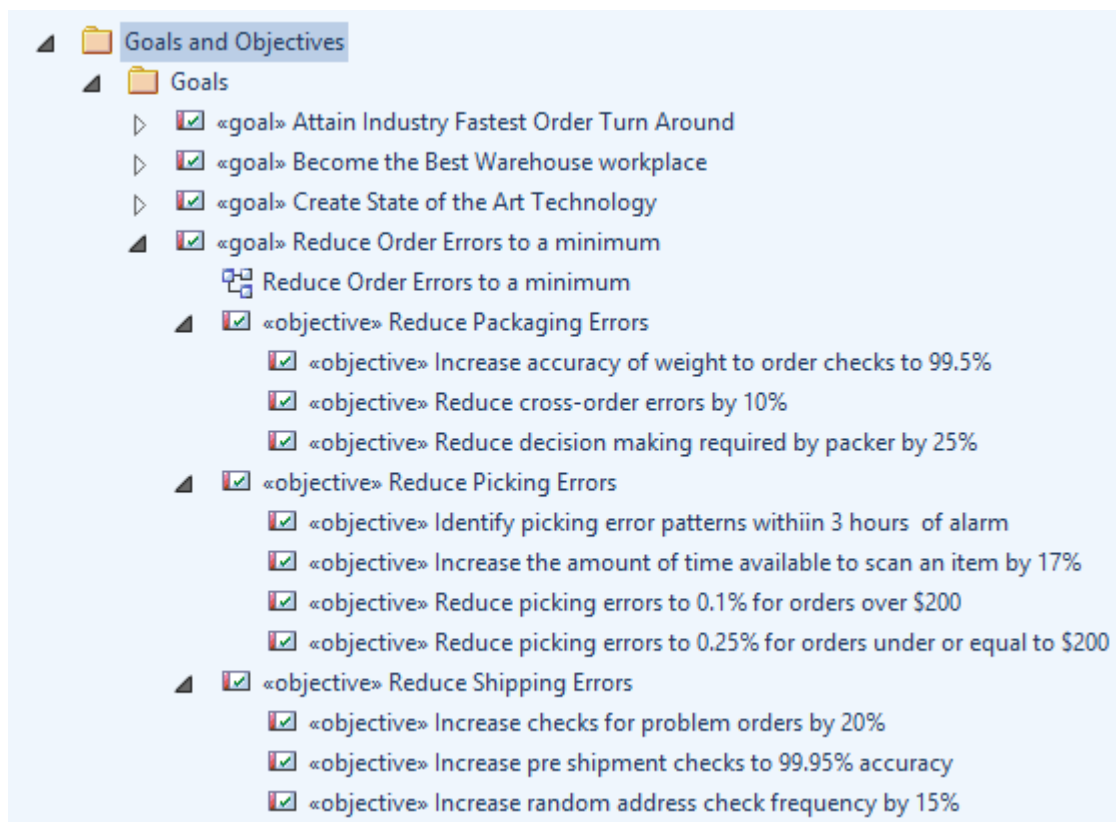 Goals and Objectives
Goals
«goal» Attain Industry Fastest Order Turn Around
«goal» Become the Best Warehouse workplace
«goal» Create State of the Art Technology
«goal» Reduce Order Errors to a minimum
Reduce Order Errors to a minimum
«objective» Reduce Packaging Errors
«objective» Increase accuracy of weight to order checks to 99.5%
«objective» Reduce cross-order errors by 10%
«objective» Reduce decision making required by packer by 25%
«objective» Reduce Picking Errors
«objective» Identify picking error patterns withiin 3 hours  of alarm
«objective» Increase the amount of time available to scan an item by 17%
«objective» Reduce picking errors to 0.1% for orders over $200
«objective» Reduce picking errors to 0.25% for orders under or equal to $200
«objective» Reduce Shipping Errors
«objective» Increase checks for problem orders by 20%
«objective» Increase pre shipment checks to 99.95% accuracy
«objective» Increase random address check frequency by 15%